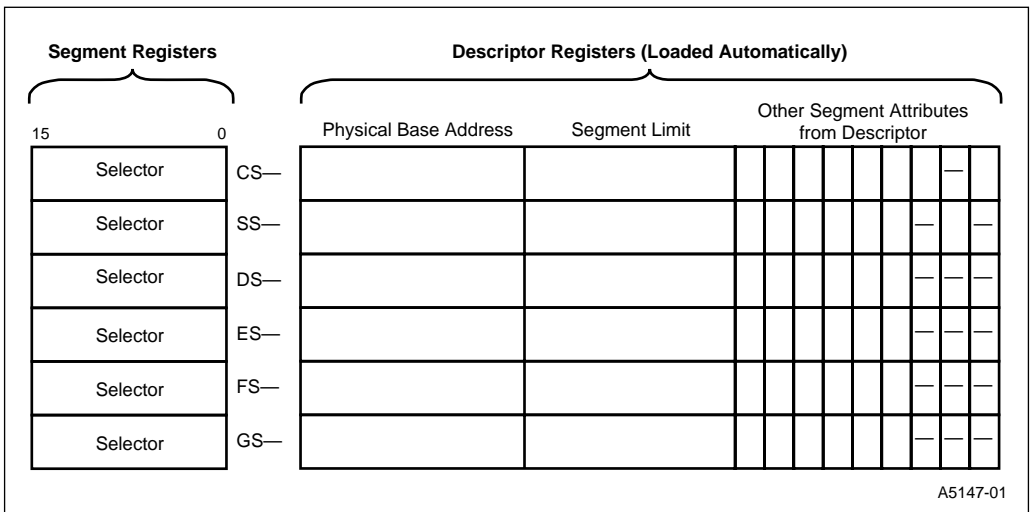 Segment Registers
Descriptor Registers (Loaded Automatically)
15 0
Physical Base Address
Segment Limit
Other Segment Attributes
from Descriptor
Selector CS— —
Selector SS— — —
Selector DS— — — —
Selector ES— — — —
Selector FS— — — —
Selector GS— — — —
A5147-01